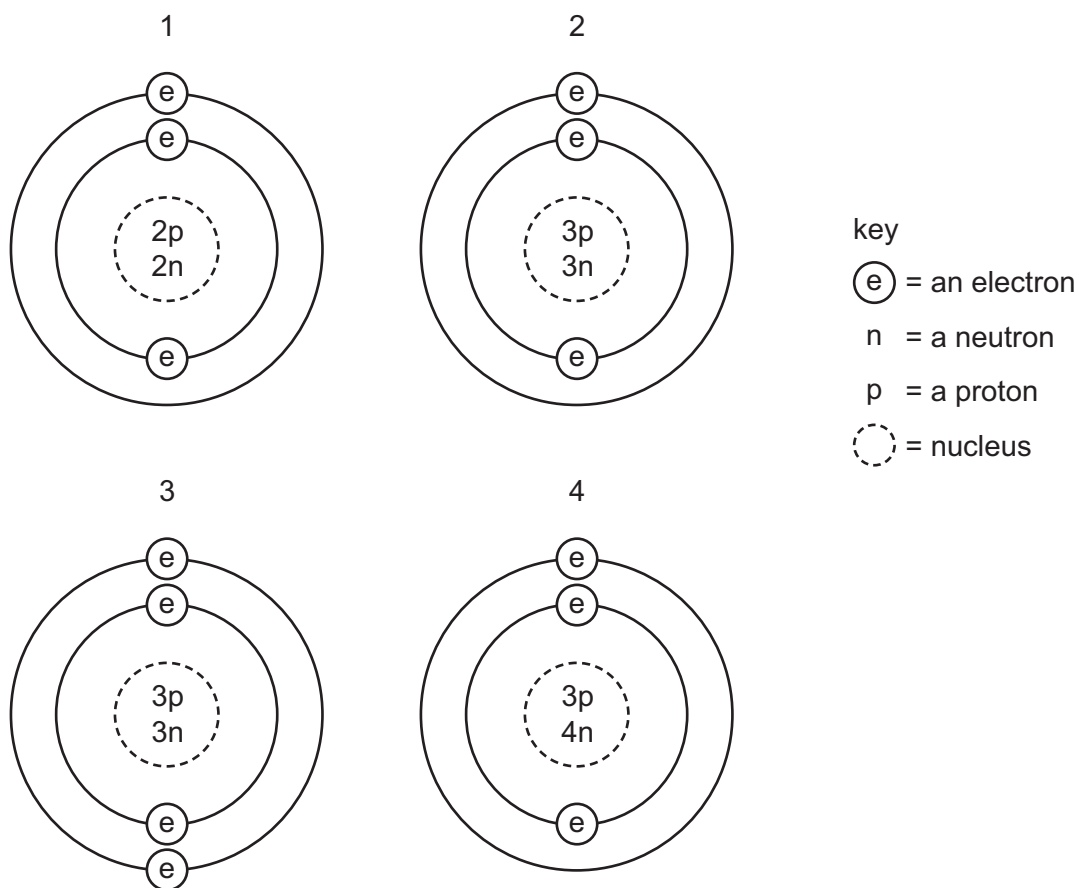 1
2
e
e
e
e
2p
2n
3p
3n
e
e
key
e = an electron
n = a neutron
p = a proton
= nucleus
3
4
e
e
e
e
3p
3n
3p
4n
e
e
e